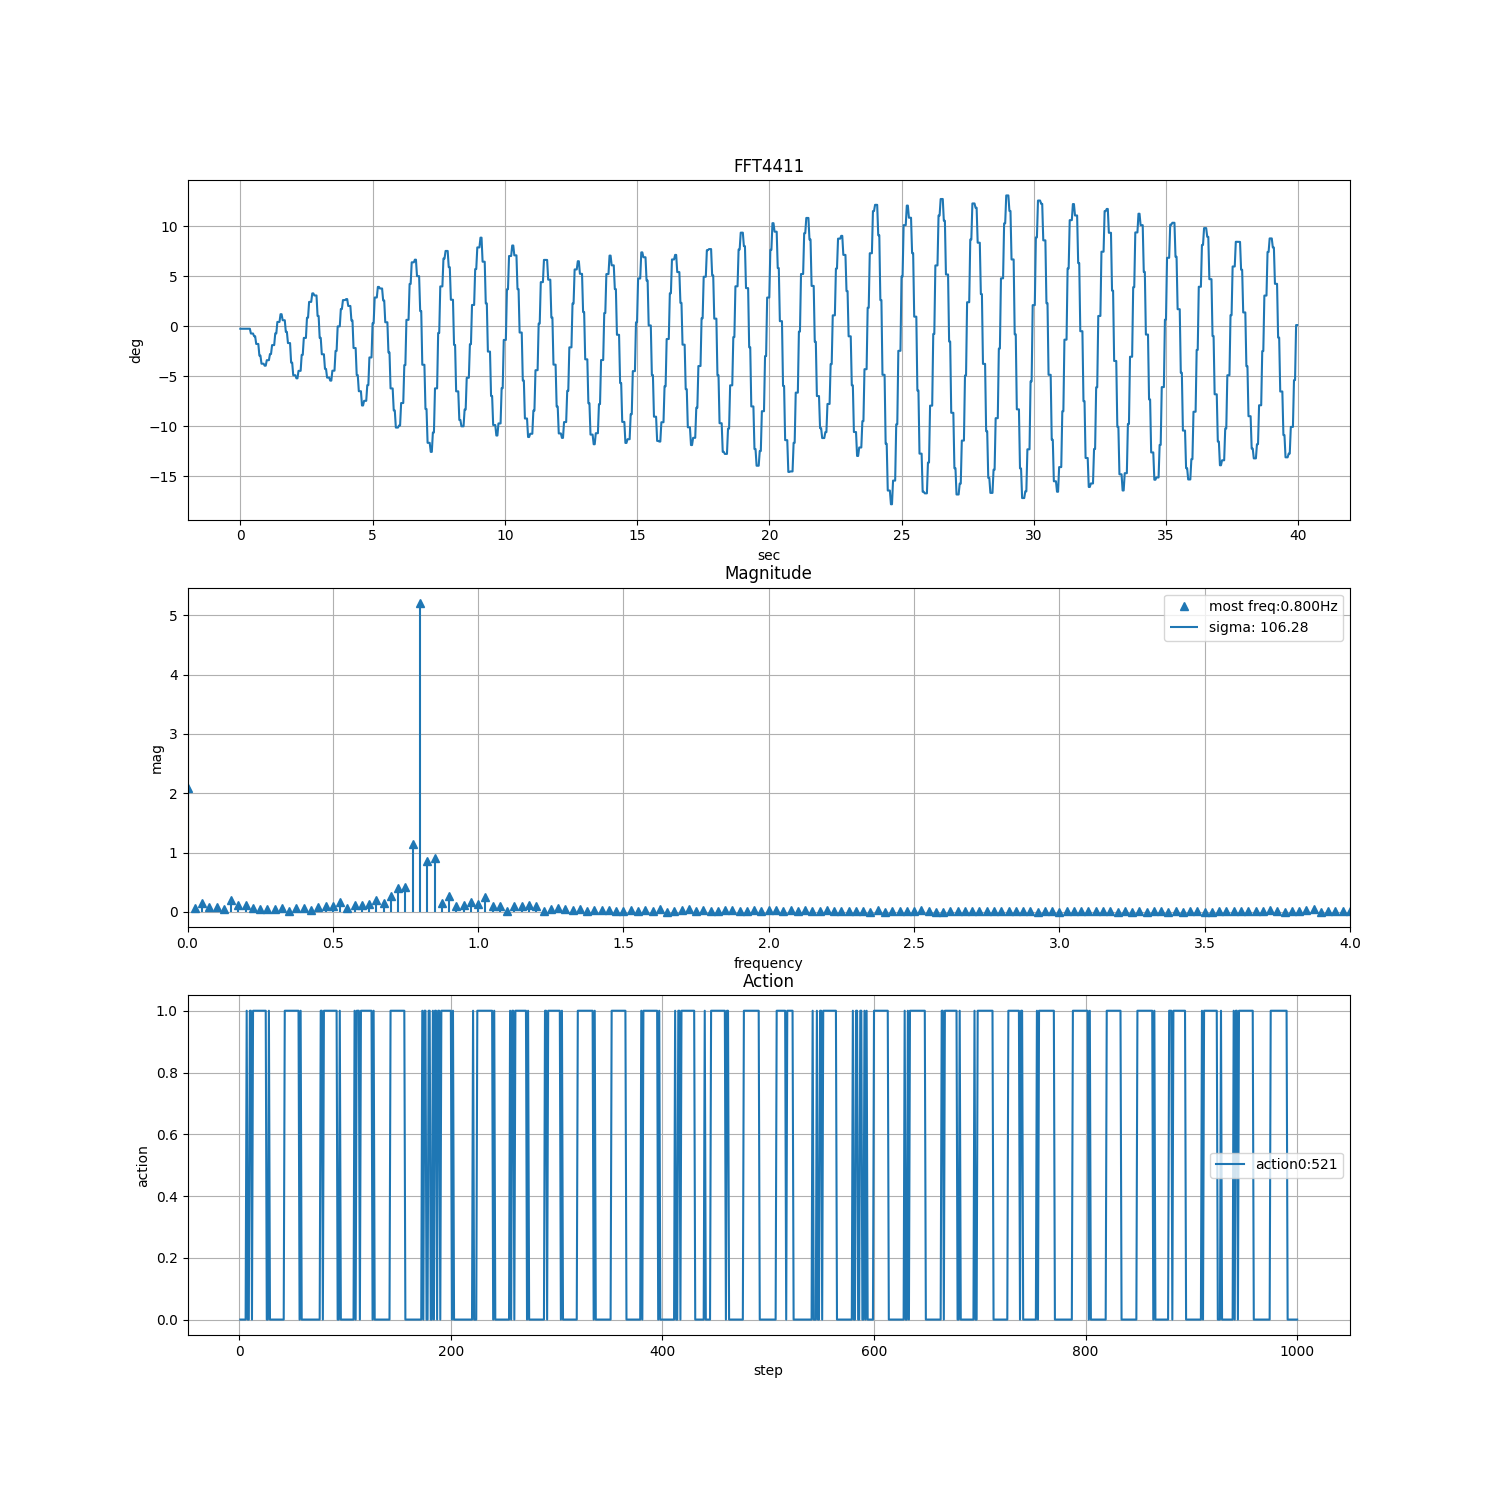 FFT4411
10
5
0
−5
−10
−15
deg
0 5 10 15 20 25 30 35 40
sec
Magnitude
most freq:0.800Hz
sigma: 106.28
5
4
3
2
1
0
mag
0.0 0.5 1.0 1.5 2.0 2.5 3.0 3.5 4.0
frequency
Action
1.0
0.8
0.6
0.4
0.2
0.0
action
action0:521
0 200 400 600 800 1000
step